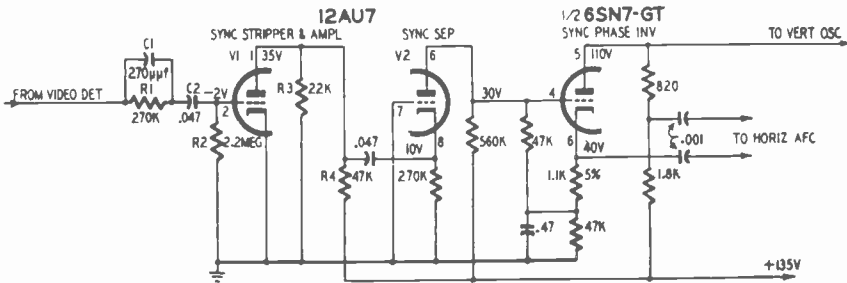 12AU7
1/2 6SN7-GT
SYNC STRIPPER & AMPL
SYNC SEP
SYNC PHASE INV
TO VERT OSC
C1
270μμf
R1
270K
FROM VIDEO DET
C2
.047
-2V
2
V1
1
35V
R2
2.2MEG
R3
22K
R4
47K
.047
V2
6
7
8
10V
270K
30V
560K
47K
4
5
110V
6
40V
1.1K
5%
.47
47K
820
.001
TO HORIZ AFC
1.8K
+135V